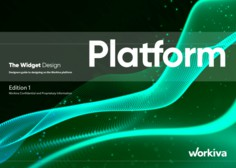 Platform
The Widget Design
Designer guide to designing on the Workiva platform
Edition 1
Workiva Confidential and Proprietary Information
workiva